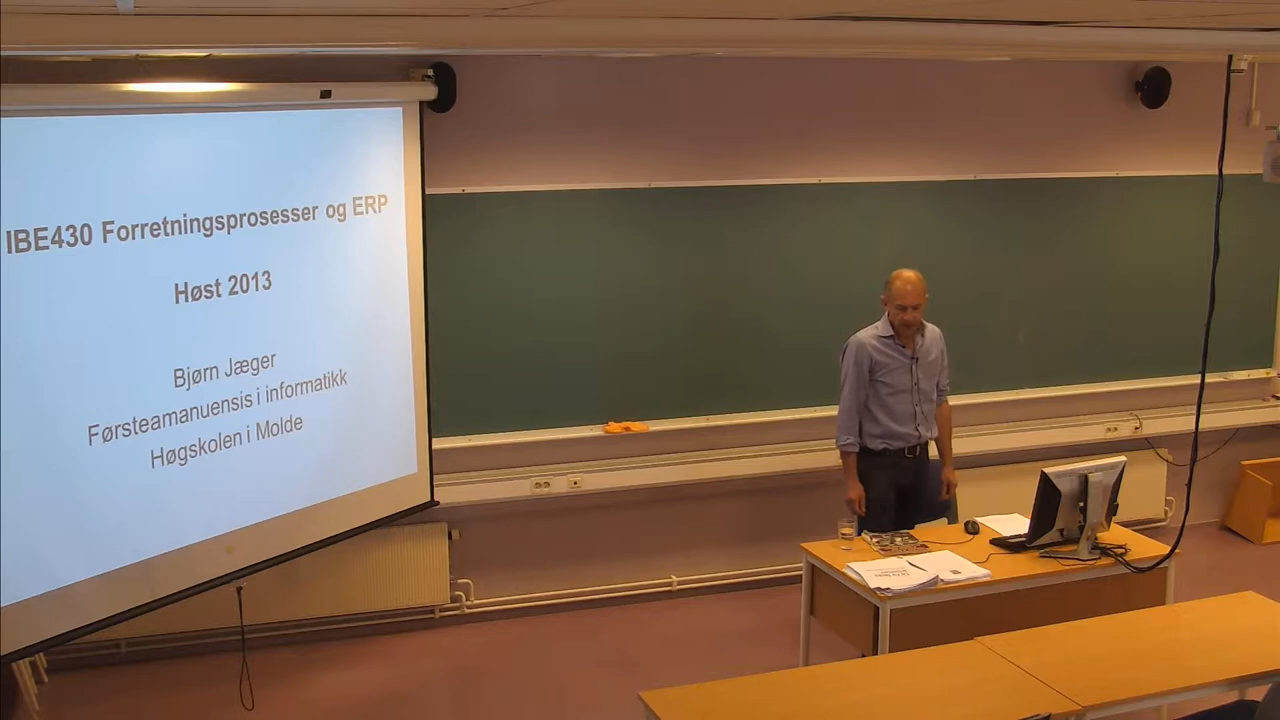 IBE430 Forretningsprosesser og ERP
Høst 2013
Bjørn Jæger
Førsteamanuensis i informatikk
Høgskolen i Molde